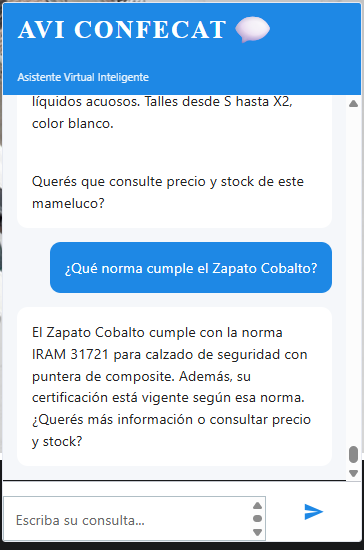 AVI CONFECAT
Asistente Virtual Inteligente
líquidos acuosos. Talles desde S hasta X2,
color blanco.
Querés que consulte precio y stock de este
mameluco?
¿Qué norma cumple el Zapato Cobalto?
El Zapato Cobalto cumple con la norma
IRAM 31721 para calzado de seguridad con
puntera de composite. Además, su
certificación está vigente según esa norma.
¿Querés más información o consultar precio
y stock?
Escriba su consulta...